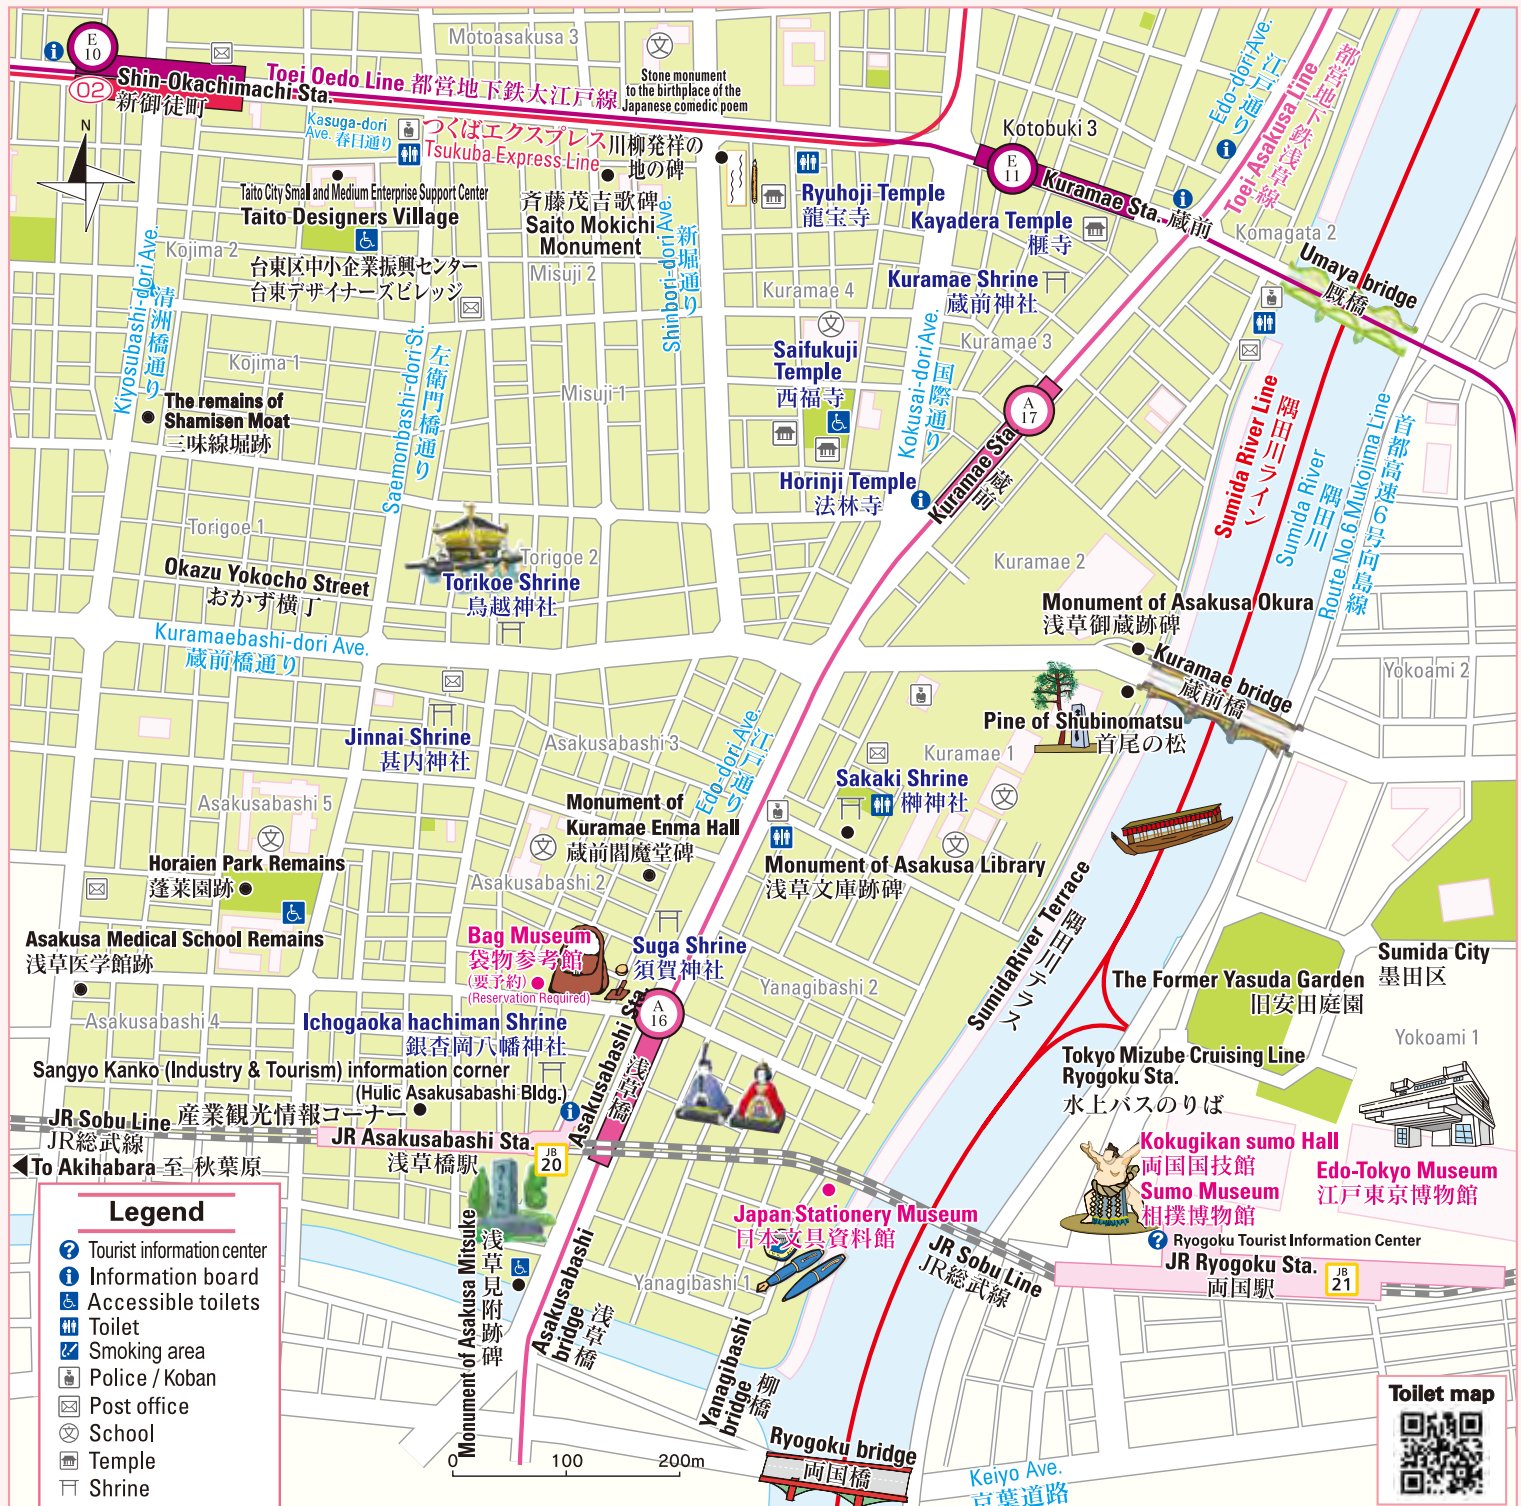 E
10
Motoasakusa 3
Shin-Okachimachi Sta.
02
新御徒町
Toei Oedo Line 都営地下鉄大江戸線
Stone monument
to the birthplace of the
Japanese comedic poem
川柳発祥の
地の碑
Kasuga-dori
Ave. 春日通り
つくばエクスプレス
Tsukuba Express Line
N
Edo-dori Ave.
江戸通り
Toei Asakusa Line
都営地下鉄浅草線
Kotobuki 3
E
11
Kuramae Sta. 蔵前
Taito City Small and Medium Enterprise Support Center
Taito Designers Village
台東区中小企業振興センター
台東デザイナーズビレッジ
斉藤茂吉歌碑
Saito Mokichi
Monument
Ryuhoji Temple
龍宝寺
Kayadera Temple
榧寺
Komagata 2
Umaya bridge
厩橋
Kojima 2
Misuji 2
Shinbori-dori Ave.
新堀通り
Kuramae 4
Kuramae Shrine
蔵前神社
Kiyosubashi-dori Ave.
清洲橋通り
Kojima 1
Saemonbashi-dori St.
左衛門橋通り
Misuji 1
Saifukuji
Temple
西福寺
Kokusai-dori Ave.
国際通り
Kuramae 3
A
17
Kuramae Sta.
蔵前
The remains of
Shamisen Moat
三味線堀跡
Horinji Temple
法林寺
Sumida River Line
隅田川ライン
Sumida River
隅田川
Route No.6 Mukojima Line
首都高速6号向島線
Torigoe 1
Torigoe 2
Okazu Yokocho Street
おかず横丁
Torikoe Shrine
鳥越神社
Kuramae 2
Monument of Asakusa Okura
浅草御蔵跡碑
Kuramaebashi-dori Ave.
蔵前橋通り
Kuramae bridge
蔵前橋
Yokoami 2
Pine of Shubinomatsu
首尾の松
Jinnai Shrine
甚内神社
Asakusabashi 3
Edo-dori Ave.
江戸通り
Kuramae 1
Sakaki Shrine
榊神社
Asakusabashi 5
Monument of
Kuramae Enma Hall
蔵前閻魔堂碑
Horaien Park Remains
蓬莱園跡
Asakusabashi 2
Monument of Asakusa Library
浅草文庫跡碑
SumidaRiver Terrace
隅田川テラス
Asakusa Medical School Remains
浅草医学館跡
Bag Museum
袋物参考館
(要予約)
(Reservation Required)
Suga Shrine
須賀神社
Yanagibashi 2
Sumida City
墨田区
The Former Yasuda Garden
旧安田庭園
Asakusabashi 4
Ichogaoka hachiman Shrine
銀杏岡八幡神社
A
16
Asakusabashi Sta.
浅草橋
Yokoami 1
Tokyo Mizube Cruising Line
Ryogoku Sta.
水上バスのりば
Sangyo Kanko (Industry & Tourism) information corner
(Hulic Asakusabashi Bldg.)
産業観光情報コーナー
JR Sobu Line
JR総武線
To Akihabara 至 秋葉原
JR Asakusabashi Sta.
浅草橋駅
JB
20
Kokugikan sumo Hall
両国国技館
Sumo Museum
相撲博物館
Edo-Tokyo Museum
江戸東京博物館
Ryogoku Tourist Information Center
JR Ryogoku Sta.
両国駅
JB
21
Japan Stationery Museum
日本文具資料館
JR Sobu Line
JR総武線
Yanagibashi 1
Monument of Asakusa Mitsuke
浅草見附跡碑
Asakusabashi
bridge
浅草橋
Yanagibashi
bridge
柳橋
Ryogoku bridge
両国橋
Keiyo Ave.
京葉道路
0 100 200m
Legend
Tourist information center
Information board
Accessible toilets
Toilet
Smoking area
Police / Koban
Post office
School
Temple
Shrine
Toilet map